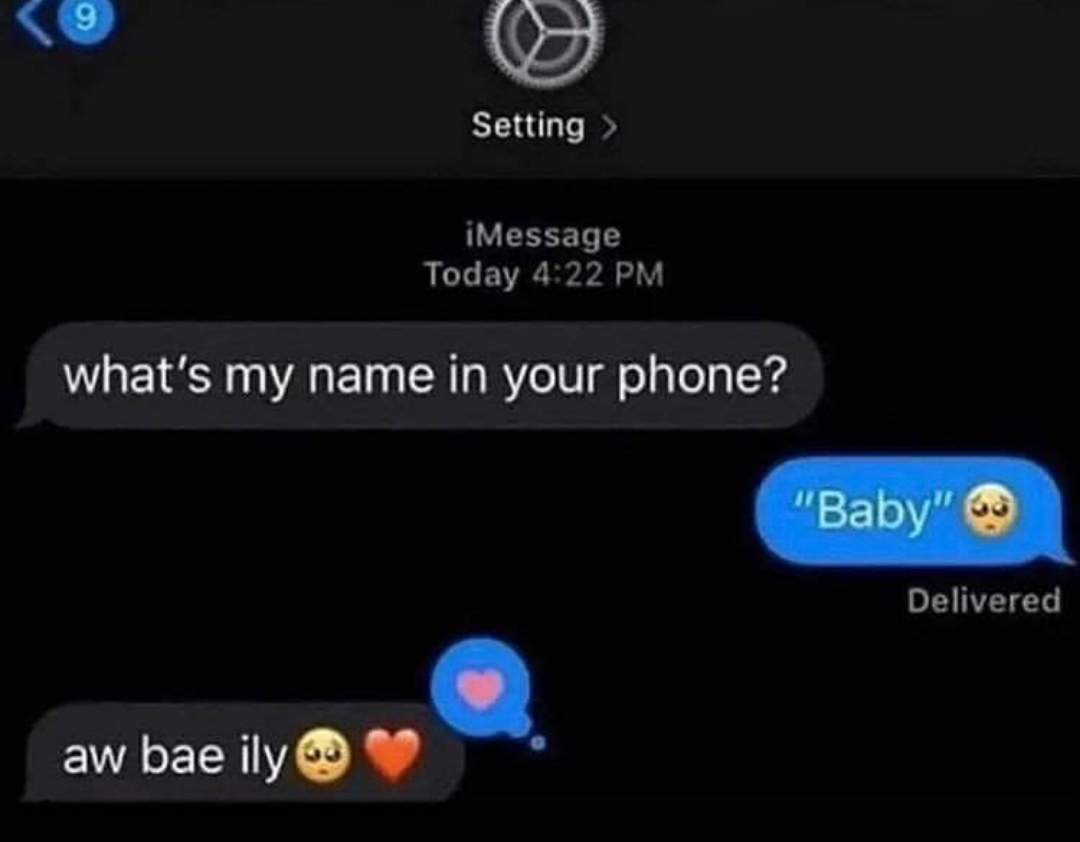 9
Setting >
iMessage
Today 4:22 PM
what's my name in your phone?
"Baby"🥺
Delivered
aw bae ily🥺❤️